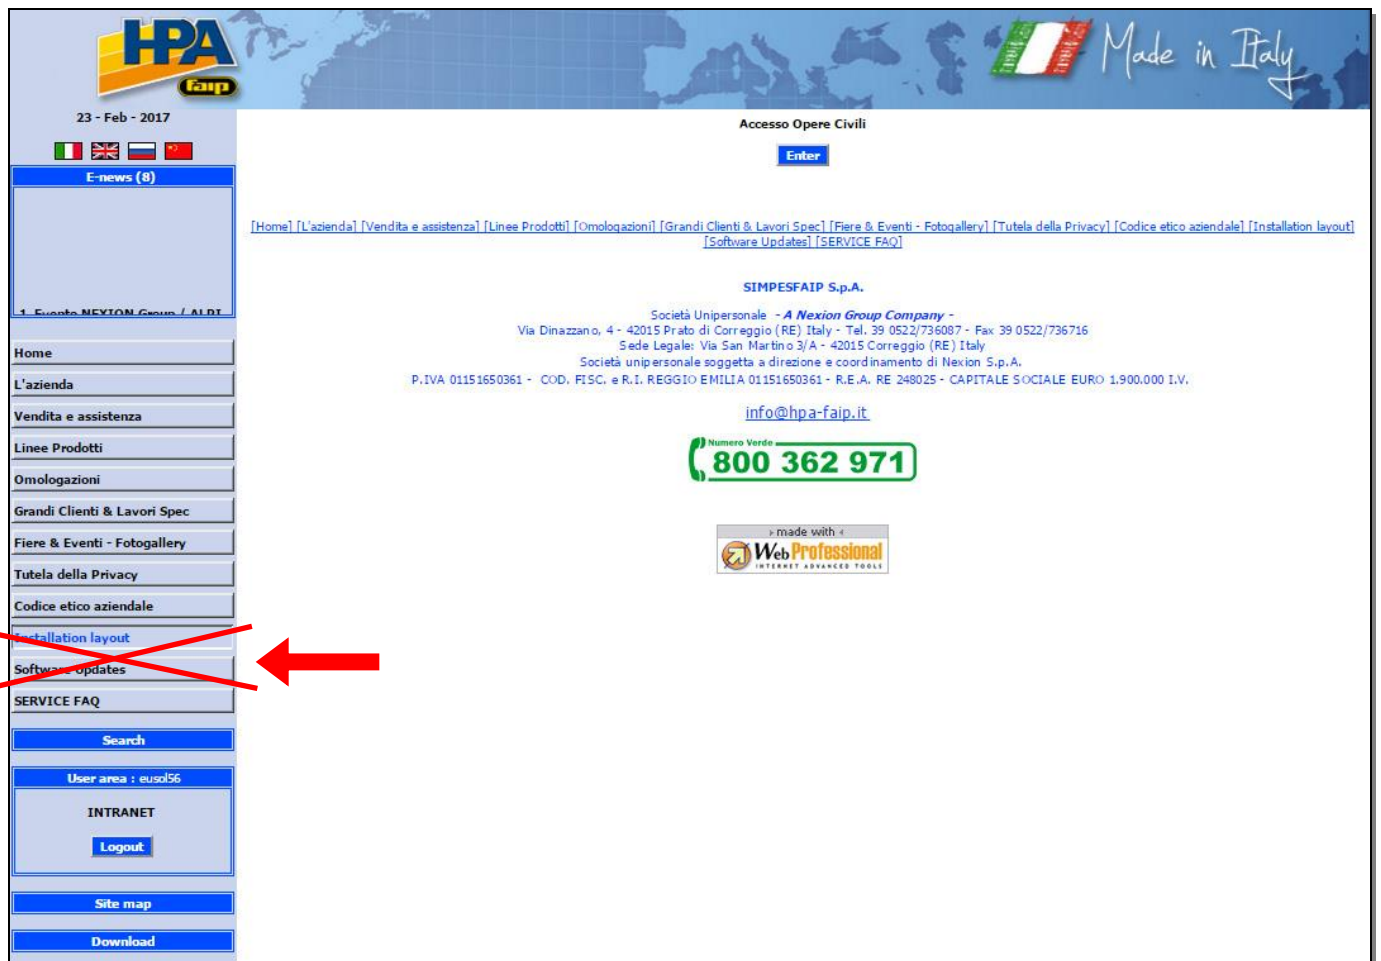 HPA
faip
Made in Italy
23 - Feb - 2017
E-news (8)
1. Evento NEXION Group / ALPI
Home
L'azienda
Vendita e assistenza
Linee Prodotti
Omologazioni
Grandi Clienti & Lavori Spec
Fiere & Eventi - Fotogallery
Tutela della Privacy
Codice etico aziendale
Installation layout
Software Updates
SERVICE FAQ
Search
User area : eusol56
INTRANET
Logout
Site map
Download
Accesso Opere Civili
Enter
[Home] [L'azienda] [Vendita e assistenza] [Linee Prodotti] [Omologazioni] [Grandi Clienti & Lavori Spec] [Fiere & Eventi - Fotogallery] [Tutela della Privacy] [Codice etico aziendale] [Installation layout]
[Software Updates] [SERVICE FAQ]
SIMPESFAIP S.p.A.
Società Unipersonale - A Nexion Group Company -
Via Dinazzano, 4 - 42015 Prato di Correggio (RE) Italy - Tel. 39 0522/736087 - Fax 39 0522/736716
Sede Legale: Via San Martino 3/A - 42015 Correggio (RE) Italy
Società unipersonale soggetta a direzione e coordinamento di Nexion S.p.A.
P.IVA 01151650361 - COD. FISC. e R.I. REGGIO EMILIA 01151650361 - R.E.A. RE 248025 - CAPITALE SOCIALE EURO 1.900.000 I.V.
info@hpa-faip.it
Numero Verde
800 362 971
made with
Web Professional
INTERNET ADVANCED TOOLS